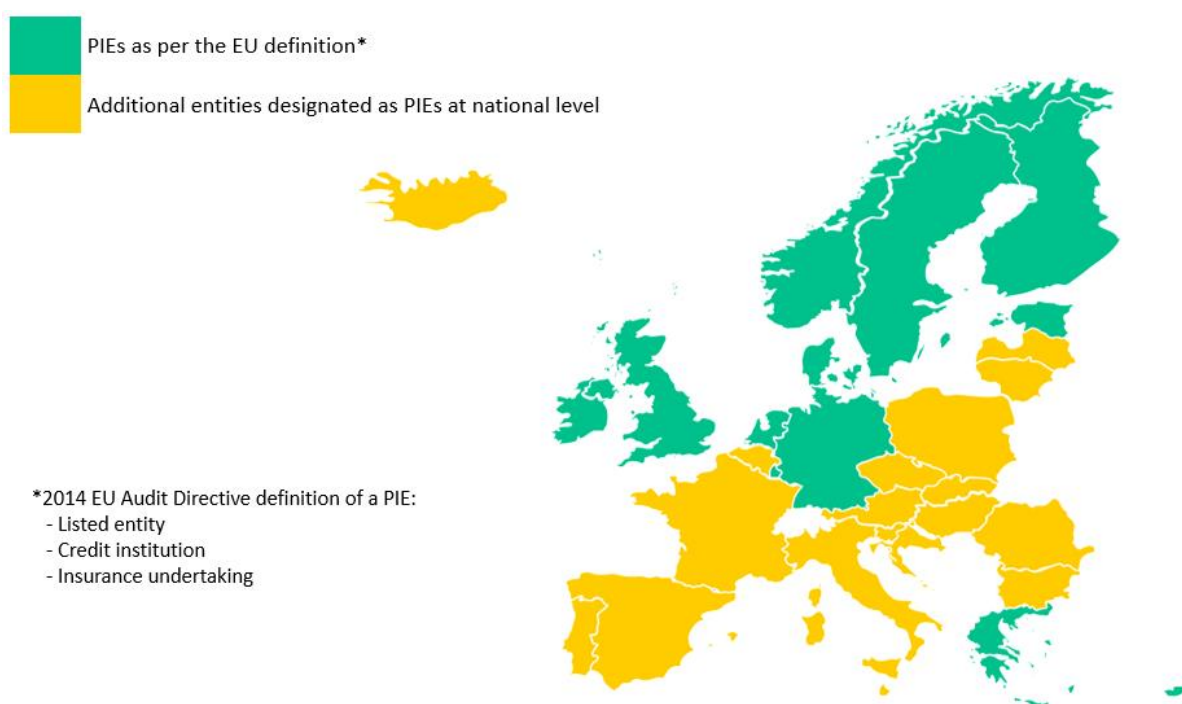 PIEs as per the EU definition*
Additional entities designated as PIEs at national level
*2014 EU Audit Directive definition of a PIE:
- Listed entity
- Credit institution
- Insurance undertaking